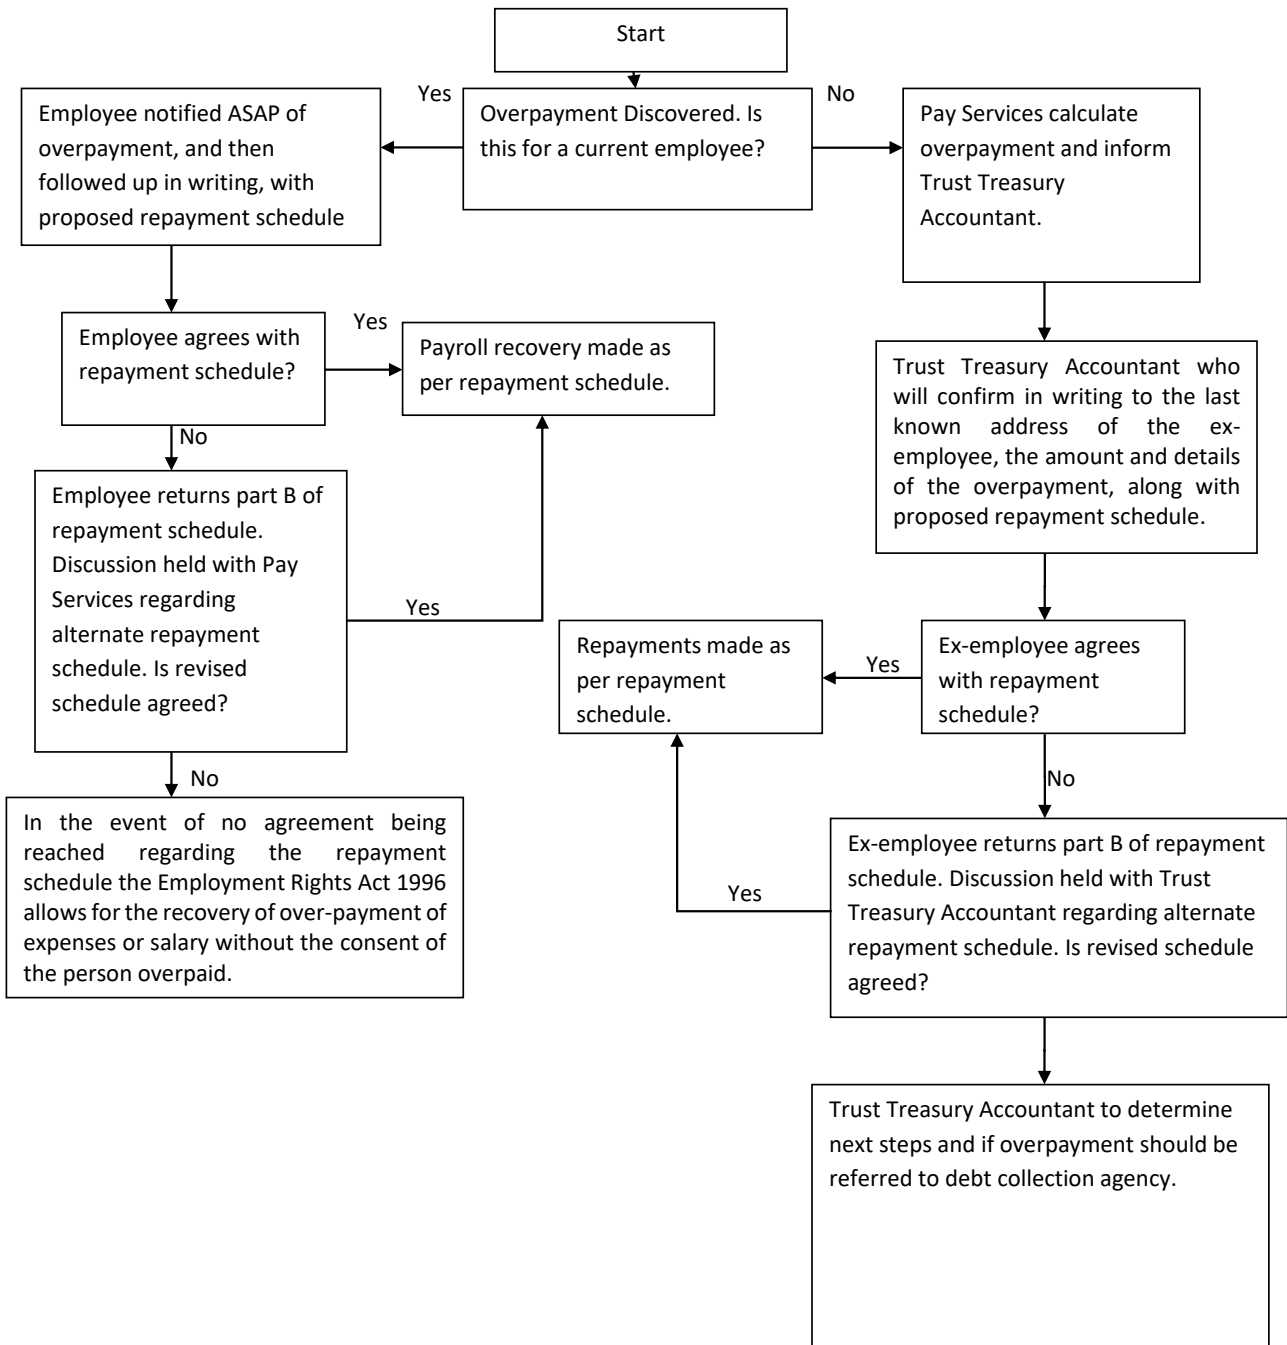 Start
Yes
No
Employee notified ASAP of
overpayment, and then
followed up in writing, with
proposed repayment schedule
Overpayment Discovered. Is
this for a current employee?
Pay Services calculate
overpayment and inform
Trust Treasury
Accountant.
Employee agrees with
repayment schedule?
Yes
Payroll recovery made as
per repayment schedule.
Trust Treasury Accountant who
will confirm in writing to the last
known address of the ex-
employee, the amount and details
of the overpayment, along with
proposed repayment schedule.
No
Employee returns part B of
repayment schedule.
Discussion held with Pay
Services regarding
alternate repayment
schedule. Is revised
schedule agreed?
Yes
Repayments made as
per repayment
schedule.
Yes
Ex-employee agrees
with repayment
schedule?
No
No
In the event of no agreement being
reached regarding the repayment
schedule the Employment Rights Act 1996
allows for the recovery of over-payment of
expenses or salary without the consent of
the person overpaid.
Yes
Ex-employee returns part B of repayment
schedule. Discussion held with Trust
Treasury Accountant regarding alternate
repayment schedule. Is revised schedule
agreed?
Trust Treasury Accountant to determine
next steps and if overpayment should be
referred to debt collection agency.